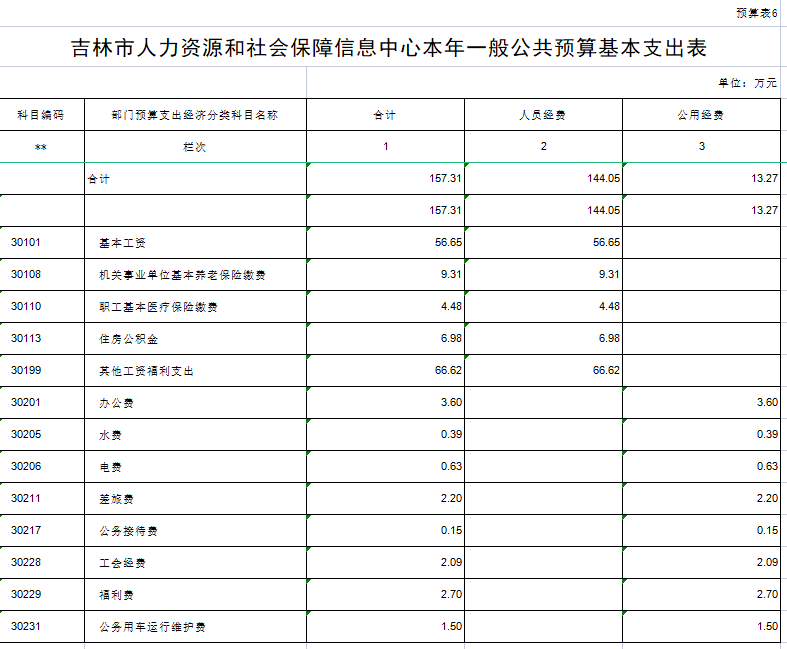 预算表6
吉林市人力资源和社会保障信息中心本年一般公共预算基本支出表
单位：万元
科目编码 部门预算支出经济分类科目名称 合计 人员经费 公用经费
** 栏次 1 2 3
合计 157.31 144.05 13.27
157.31 144.05 13.27
30101 基本工资 56.65 56.65
30108 机关事业单位基本养老保险缴费 9.31 9.31
30110 职工基本医疗保险缴费 4.48 4.48
30113 住房公积金 6.98 6.98
30199 其他工资福利支出 66.62 66.62
30201 办公费 3.60 3.60
30205 水费 0.39 0.39
30206 电费 0.63 0.63
30211 差旅费 2.20 2.20
30217 公务接待费 0.15 0.15
30228 工会经费 2.09 2.09
30229 福利费 2.70 2.70
30231 公务用车运行维护费 1.50 1.50